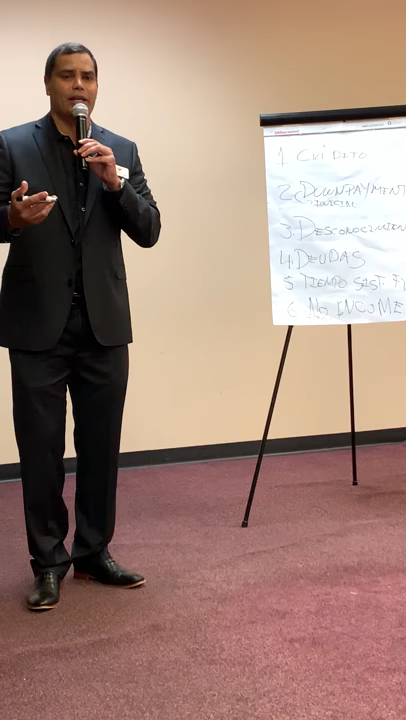 1 CRÉDITO
2. DOWNPAYMENT
INICIAL
3. DESCONOCIMIEN
4. DEUDAS
5. TIEMPO SIST.
6. NO INCOME